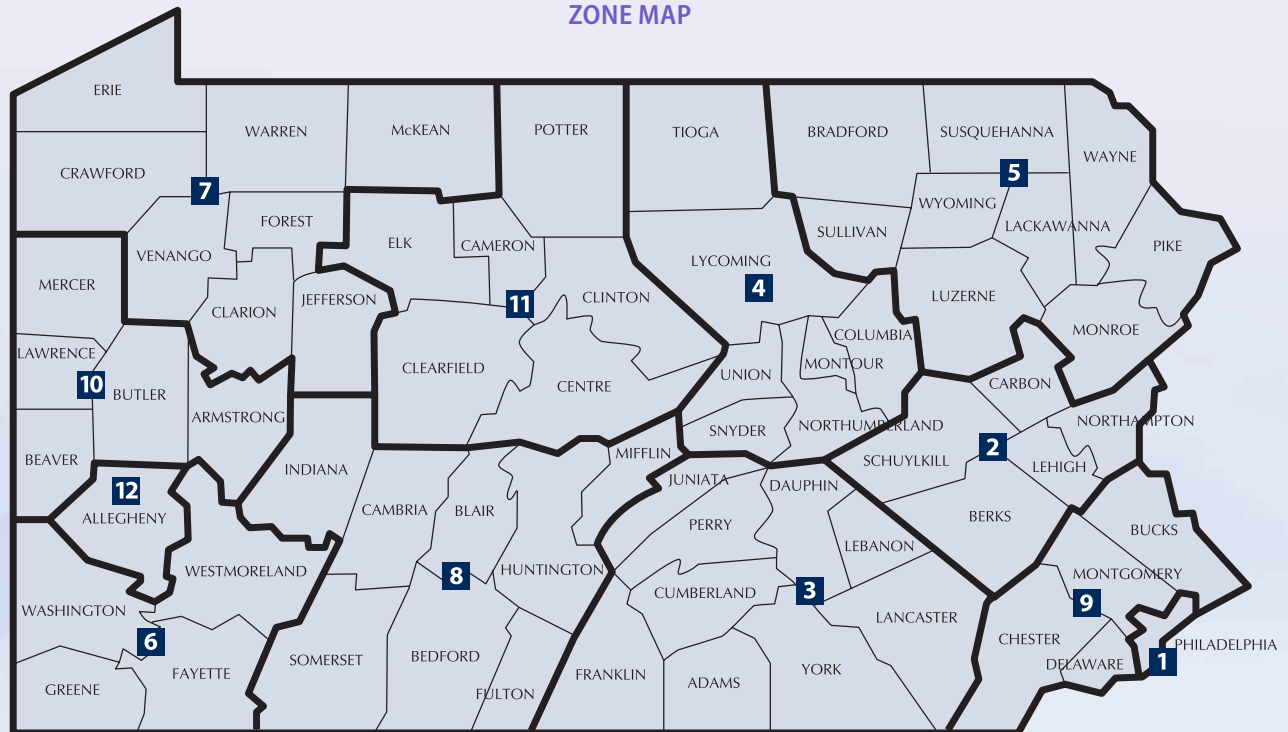 ZONE MAP
ERIE
WARREN
McKEAN
POTTER
TIOGA
BRADFORD
SUSQUEHANNA
WAYNE
CRAWFORD
7
5
FOREST
WYOMING
LACKAWANNA
SULLIVAN
PIKE
VENANGO
ELK
CAMERON
LYCOMING
4
MERCER
CLARION
JEFFERSON
11
CLINTON
LUZERNE
MONROE
LAWRENCE
10
BUTLER
CLEARFIELD
CENTRE
UNION
COLUMBIA
MONTOUR
CARBON
ARMSTRONG
SNYDER
NORTHUMBERLAND
NORTHAMPTON
BEAVER
INDIANA
MIFFLIN
SCHUYLKILL
2
LEHIGH
12
ALLEGHENY
CAMBRIA
BLAIR
JUNIATA
DAUPHIN
PERRY
BERKS
BUCKS
LEBANON
WESTMORELAND
8
HUNTINGTON
CUMBERLAND
3
MONTGOMERY
9
WASHINGTON
6
LANCASTER
CHESTER
PHILADELPHIA
1
DELAWARE
GREENE
FAYETTE
SOMERSET
BEDFORD
FULTON
FRANKLIN
ADAMS
YORK